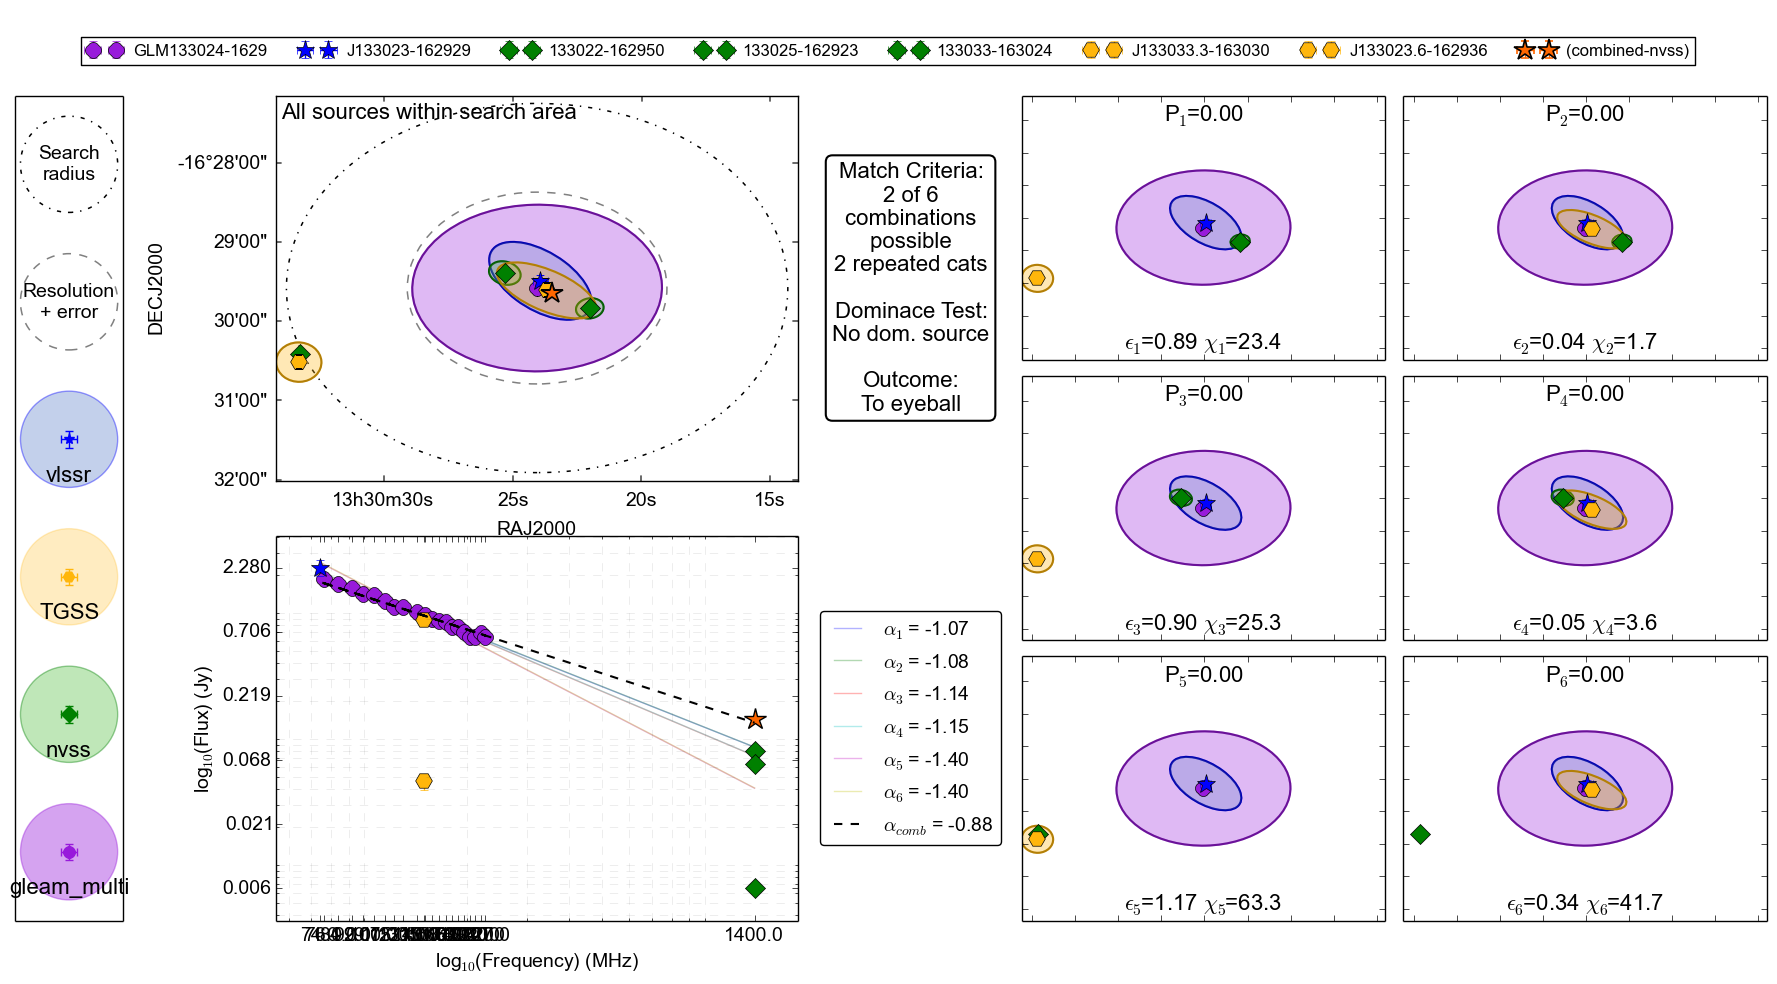 GLM133024-1629 J133023-162929 133022-162950 133025-162923 133033-163024 J133033.3-163030 J133023.6-162936 (combined-nvss)
Search
radius
Resolution
+ error
vlssr
TGSS
nvss
gleam_multi
All sources within search area
DECJ2000
-16°28'00"
29'00"
30'00"
31'00"
32'00"
13h30m30s 25s 20s 15s
RAJ2000
Match Criteria:
2 of 6
combinations
possible
2 repeated cats
Dominace Test:
No dom. source
Outcome:
To eyeball
log10(Flux) (Jy)
2.280
0.706
0.219
0.068
0.021
0.006
1400.0
log10(Frequency) (MHz)
α1 = -1.07
α2 = -1.08
α3 = -1.14
α4 = -1.15
α5 = -1.40
α6 = -1.40
αcomb = -0.88
P1=0.00
ϵ1=0.89 χ1=23.4
P2=0.00
ϵ2=0.04 χ2=1.7
P3=0.00
ϵ3=0.90 χ3=25.3
P4=0.00
ϵ4=0.05 χ4=3.6
P5=0.00
ϵ5=1.17 χ5=63.3
P6=0.00
ϵ6=0.34 χ6=41.7